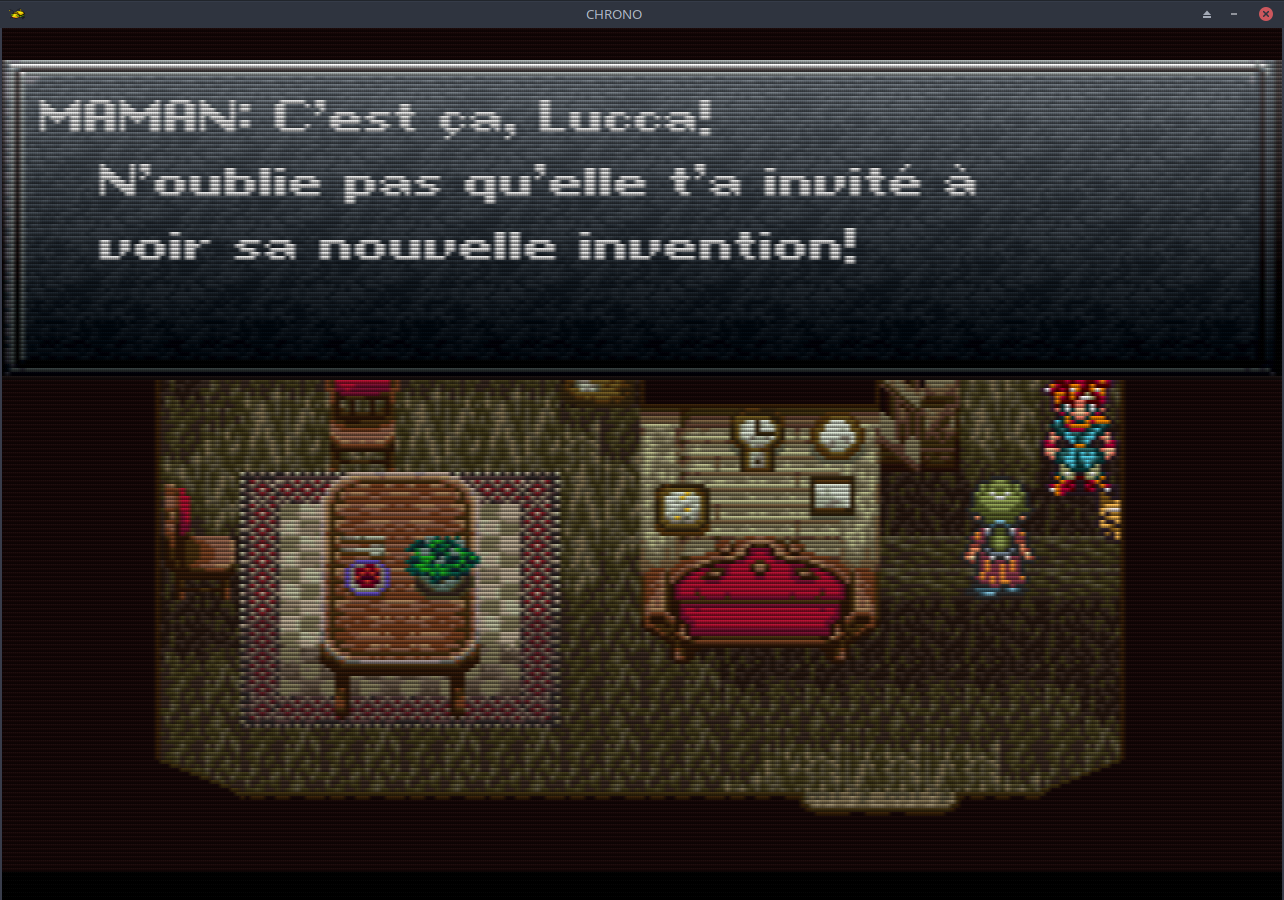 CHRONO
MAMAN: C'est ça, Lucca!
N'oublie pas qu'elle t'a invité à
voir sa nouvelle invention!